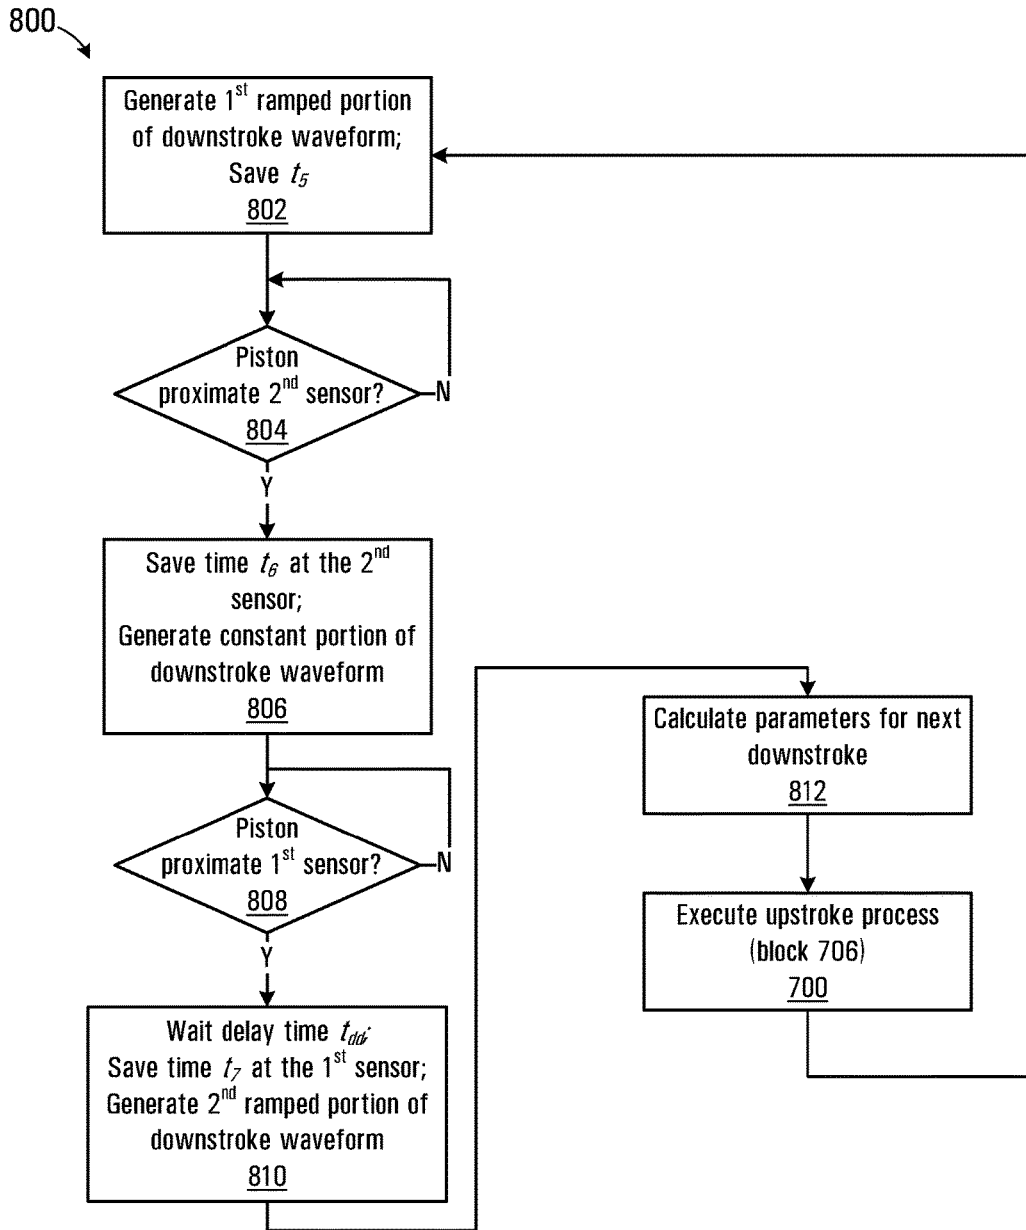 800
Generate 1st ramped portion
of downstroke waveform;
Save t5
802
Piston
proximate 2nd sensor?
804
N
Y
Save time t6 at the 2nd
sensor;
Generate constant portion of
downstroke waveform
806
Piston
proximate 1st sensor?
808
N
Y
Wait delay time tdd;
Save time t7 at the 1st sensor;
Generate 2nd ramped portion of
downstroke waveform
810
Calculate parameters for next
downstroke
812
Execute upstroke process
(block 706)
700